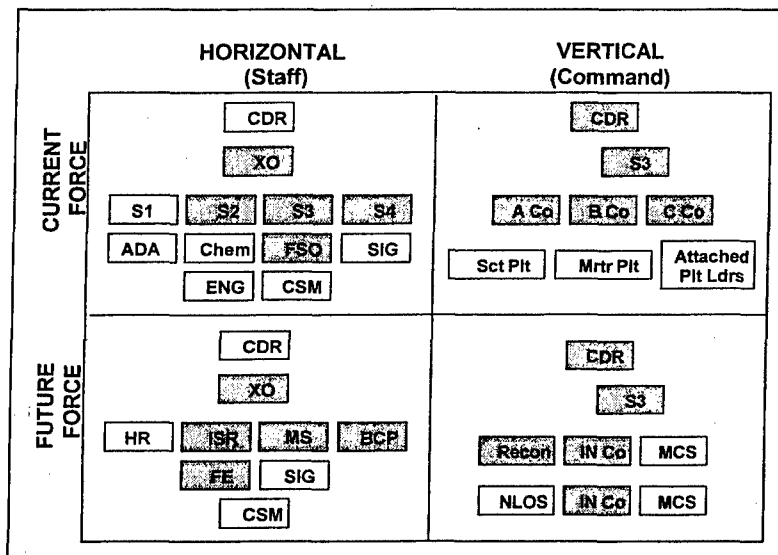 HORIZONTAL
(Staff)
VERTICAL
(Command)
CURRENT
FORCE
CDR
XO
S1 S2 S3 S4
ADA Chem FSO SIG
ENG CSM
CDR
S3
A Co B Co C Co
Sct Plt Mrtr Plt Attached
Plt Ldrs
FUTURE
FORCE
CDR
XO
HR ISR MS BCP
FE SIG
CSM
CDR
S3
Recon IN Co MCS
NLOS IN Co MCS